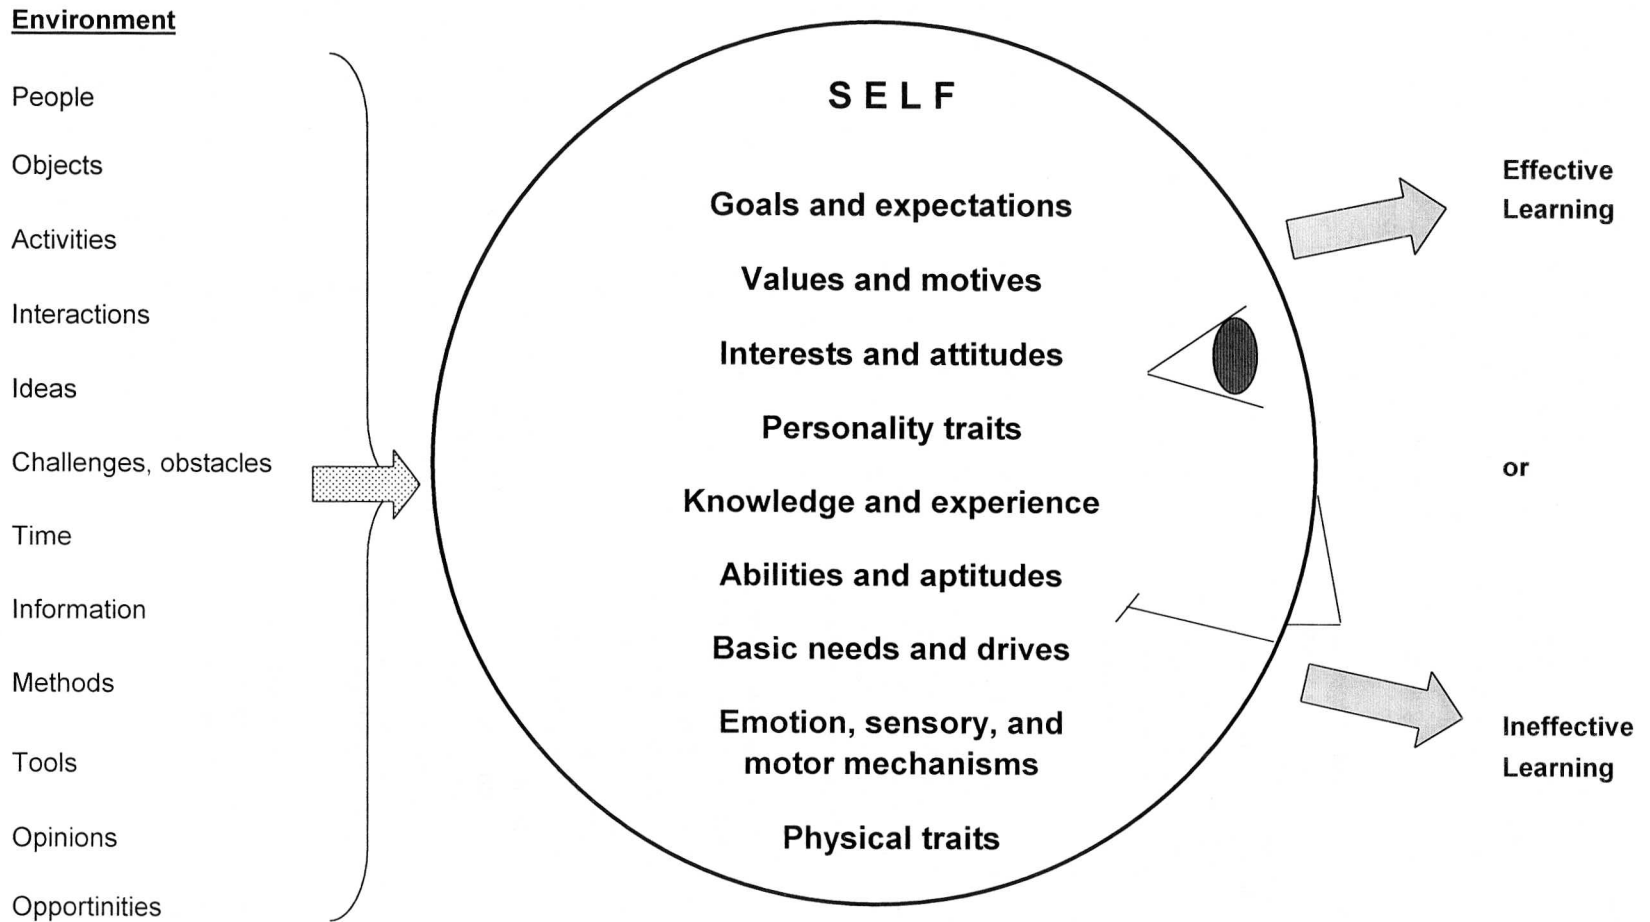 Environment
People
Objects
Activities
Interactions
Ideas
Challenges, obstacles
Time
Information
Methods
Tools
Opinions
Opportinities
S E L F
Goals and expectations
Values and motives
Interests and attitudes
Personality traits
Knowledge and experience
Abilities and aptitudes
Basic needs and drives
Emotion, sensory, and
motor mechanisms
Physical traits
Effective
Learning
or
Ineffective
Learning